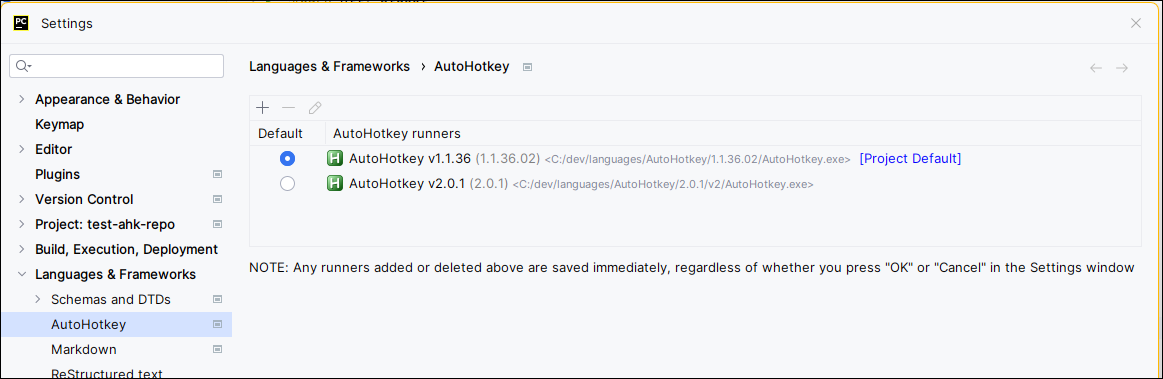 PC Settings
Languages & Frameworks › AutoHotkey
Appearance & Behavior
Keymap
Editor
Plugins
Version Control
Project: test-ahk-repo
Build, Execution, Deployment
Languages & Frameworks
Schemas and DTDs
AutoHotkey
Markdown
ReStructured text
Default AutoHotkey runners
H AutoHotkey v1.1.36 (1.1.36.02) <C:/dev/languages/AutoHotkey/1.1.36.02/AutoHotkey.exe> [Project Default]
H AutoHotkey v2.0.1 (2.0.1) <C:/dev/languages/AutoHotkey/2.0.1/v2/AutoHotkey.exe>
NOTE: Any runners added or deleted above are saved immediately, regardless of whether you press "OK" or "Cancel" in the Settings window